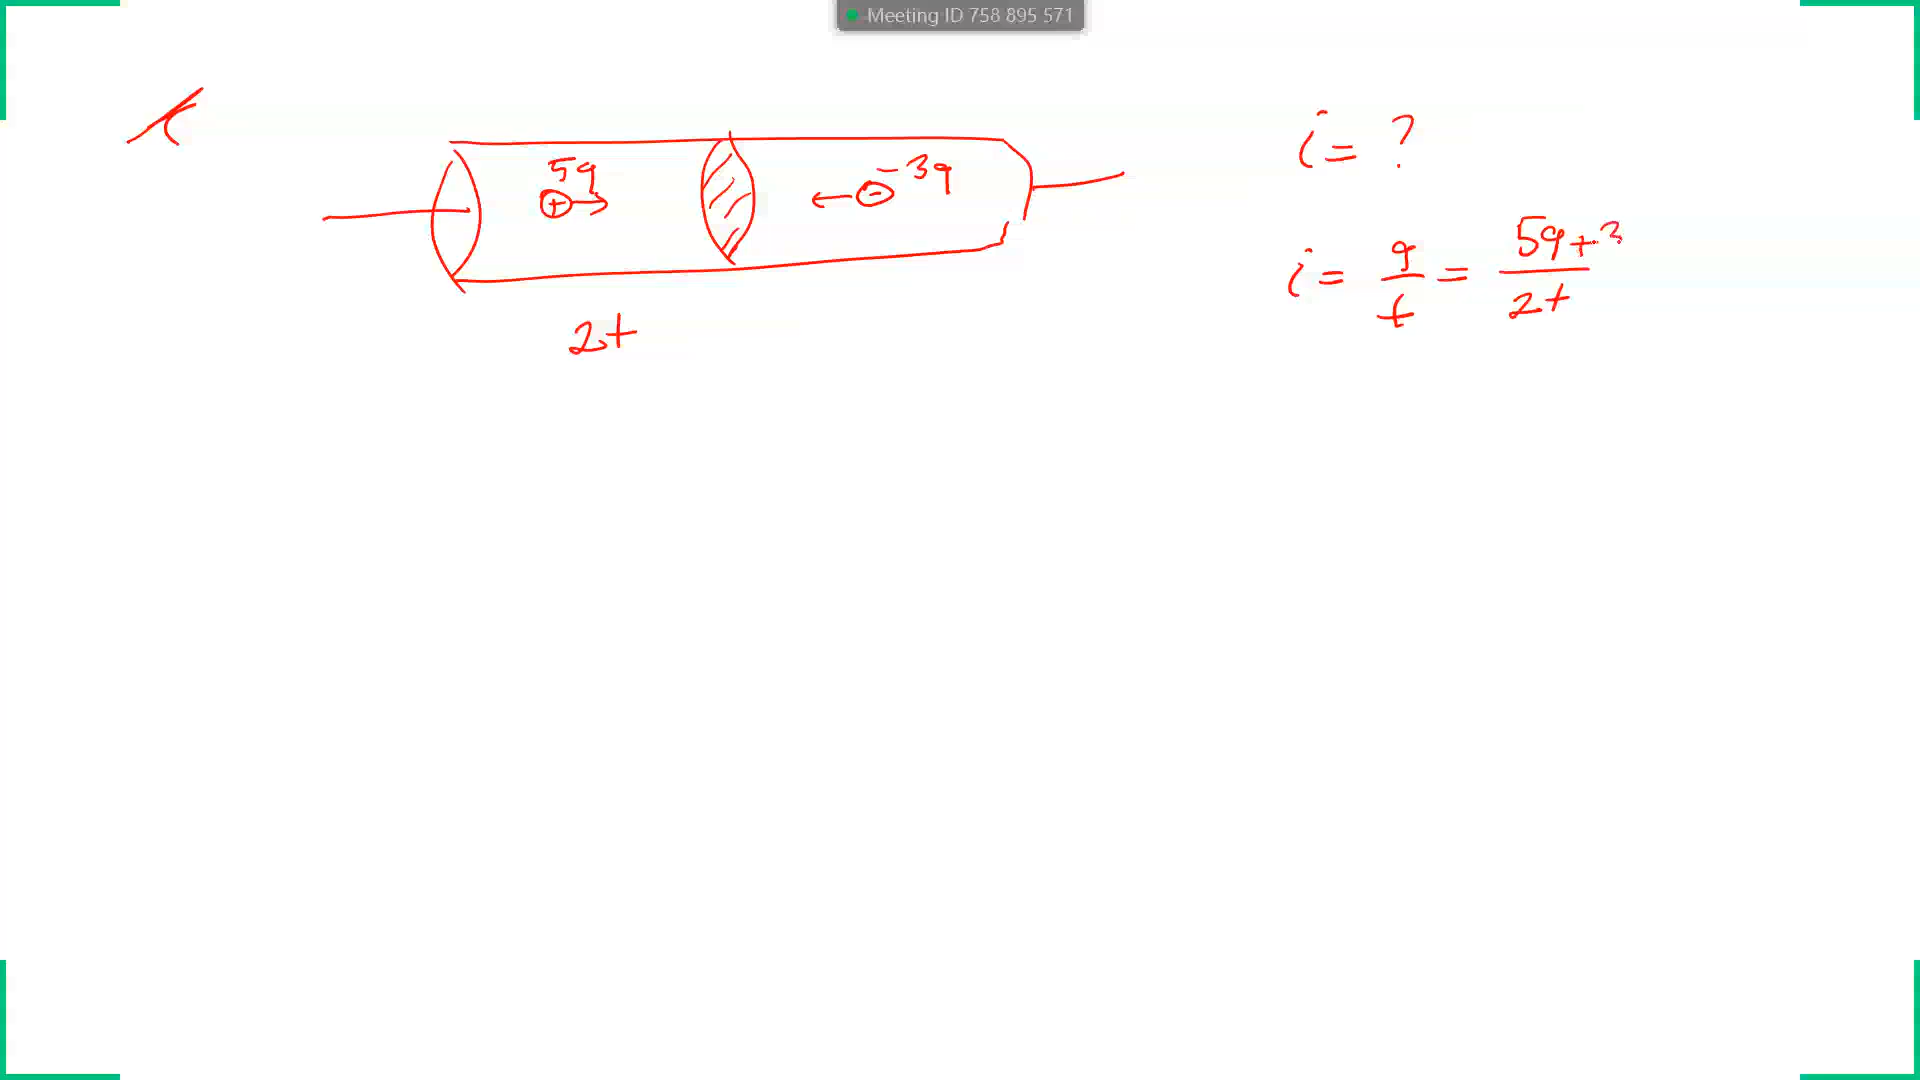 Meeting ID 758 895 571
i = ?
5q
-3q
+
-
i = q/t = 5q+3/2t
2t